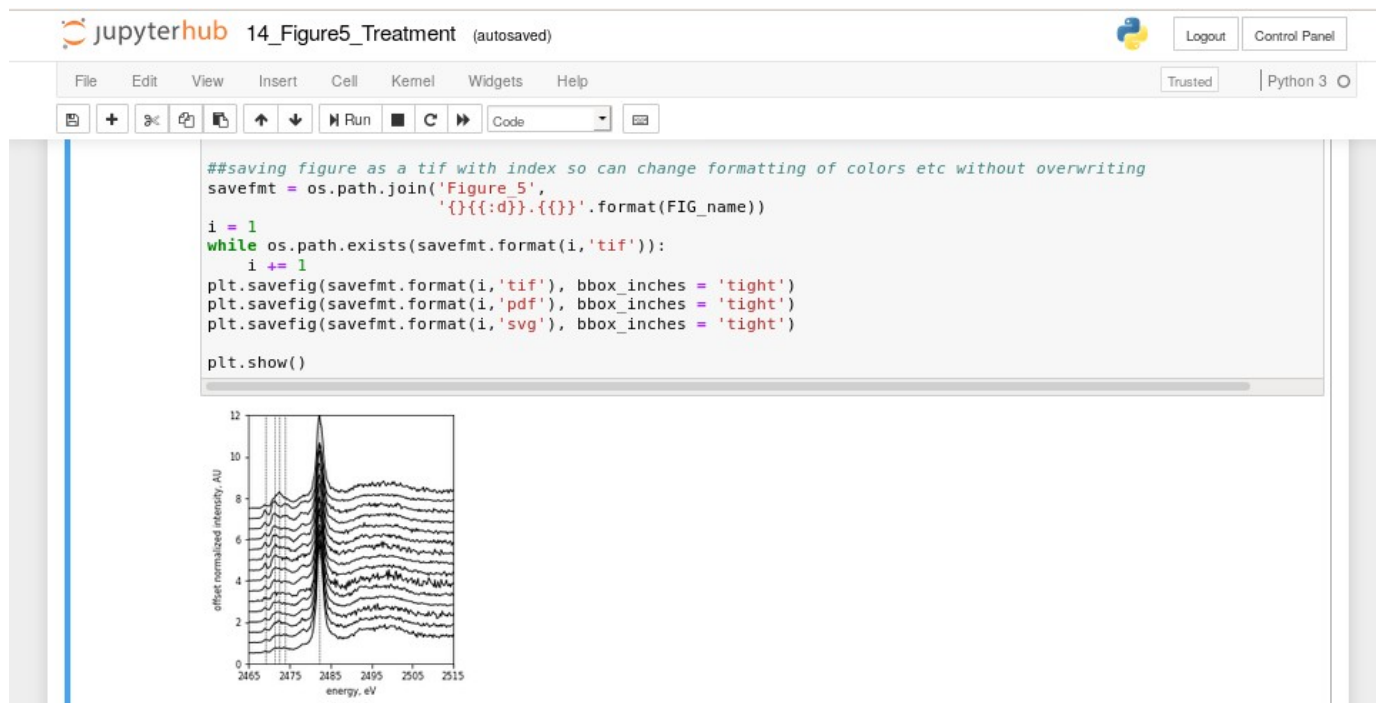 jupyterhub 14_Figure5_Treatment (autosaved) Logout Control Panel
File Edit View Insert Cell Kernel Widgets Help Trusted Python 3
Run Code
##saving figure as a tif with index so can change formatting of colors etc without overwriting
savefmt = os.path.join('Figure_5',
                       '{}{{:d}}.{{}}'.format(FIG_name))
i = 1
while os.path.exists(savefmt.format(i,'tif')):
    i += 1
plt.savefig(savefmt.format(i,'tif'), bbox_inches = 'tight')
plt.savefig(savefmt.format(i,'pdf'), bbox_inches = 'tight')
plt.savefig(savefmt.format(i,'svg'), bbox_inches = 'tight')
plt.show()
offset normalized intensity, AU
12
10
8
6
4
2
0
2465 2475 2485 2495 2505 2515
energy, eV